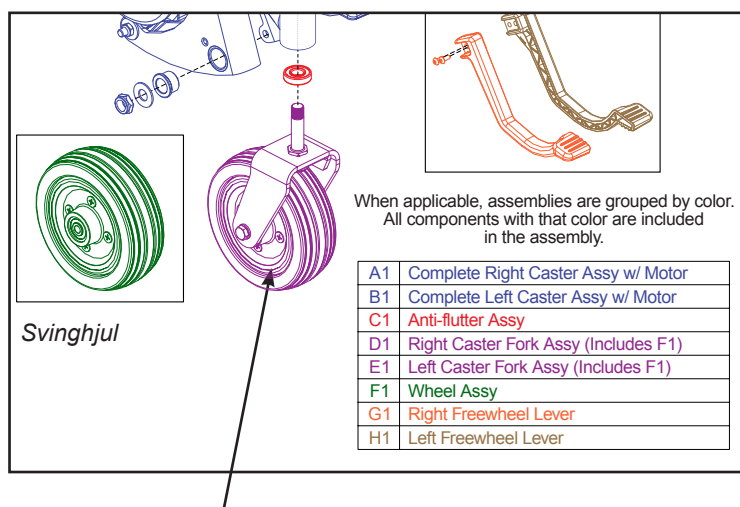 Svinghjul
When applicable, assemblies are grouped by color.
All components with that color are included
in the assembly.
A1 Complete Right Caster Assy w/ Motor
B1 Complete Left Caster Assy w/ Motor
C1 Anti-flutter Assy
D1 Right Caster Fork Assy (Includes F1)
E1 Left Caster Fork Assy (Includes F1)
F1 Wheel Assy
G1 Right Freewheel Lever
H1 Left Freewheel Lever